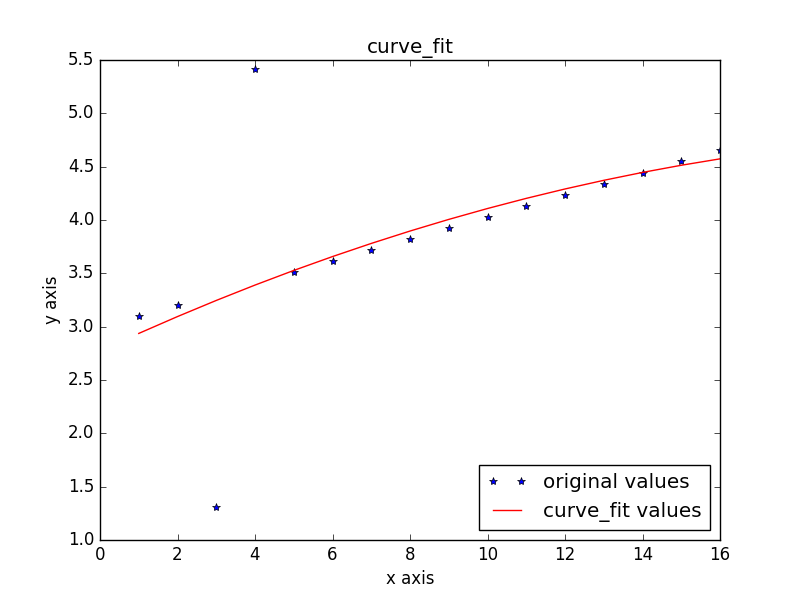 curve_fit
5.5
5.0
4.5
4.0
3.5
3.0
2.5
2.0
1.5
1.0
y axis
0 2 4 6 8 10 12 14 16
x axis
original values
curve_fit values